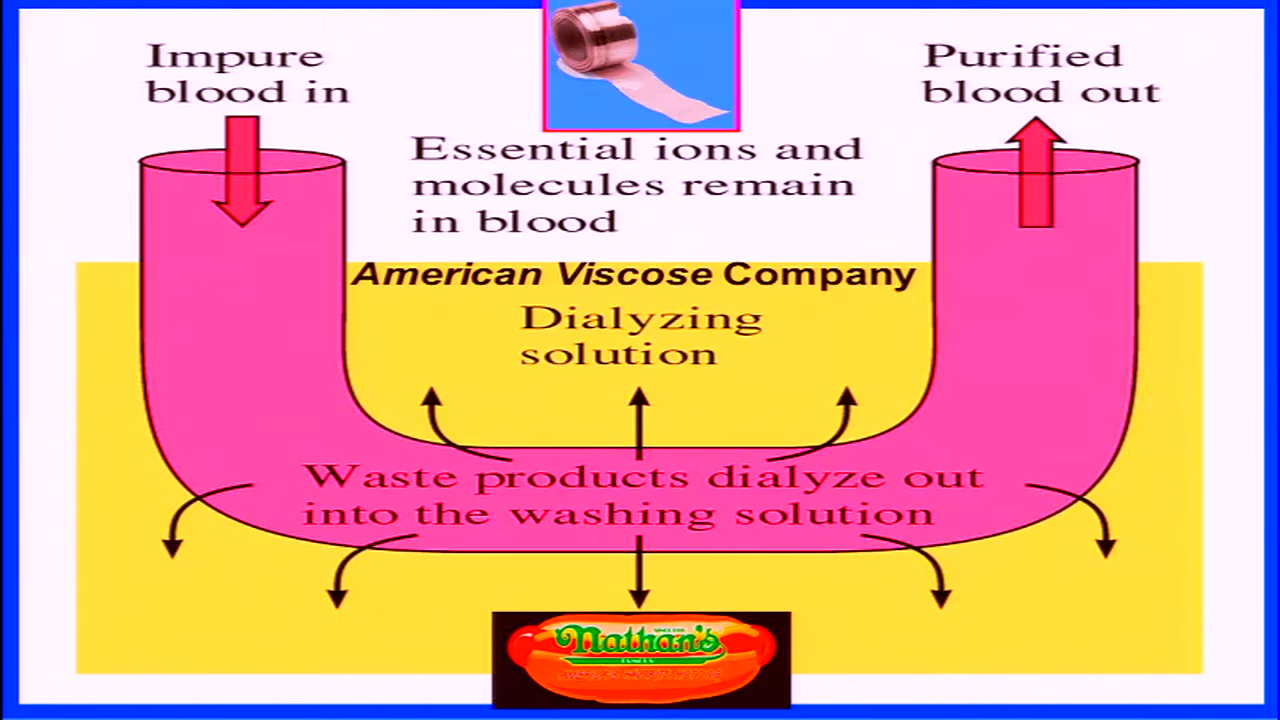 Impure
blood in
Purified
blood out
Essential ions and
molecules remain
in blood
American Viscose Company
Dialyzing
solution
Waste products dialyze out
into the washing solution
Nathan's